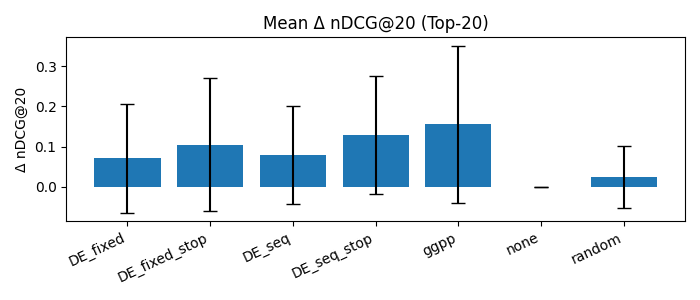 Mean Δ nDCG@20 (Top-20)
Δ nDCG@20
0.3
0.2
0.1
0.0
DE_fixed
DE_fixed_stop
DE_seq
DE_seq_stop
ggpp
none
random